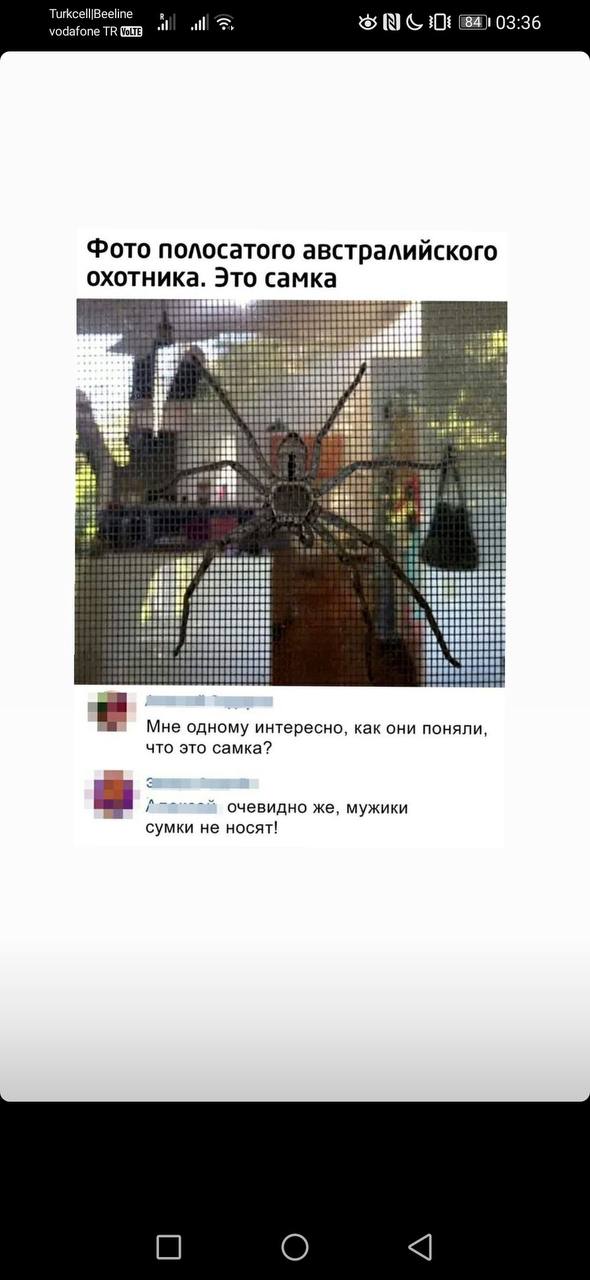 Turkcell|Beeline
vodafone TR VoLTE
R
84 03:36
Фото полосатого австралийского
охотника. Это самка
Мне одному интересно, как они поняли,
что это самка?
очевидно же, мужики
сумки не носят!